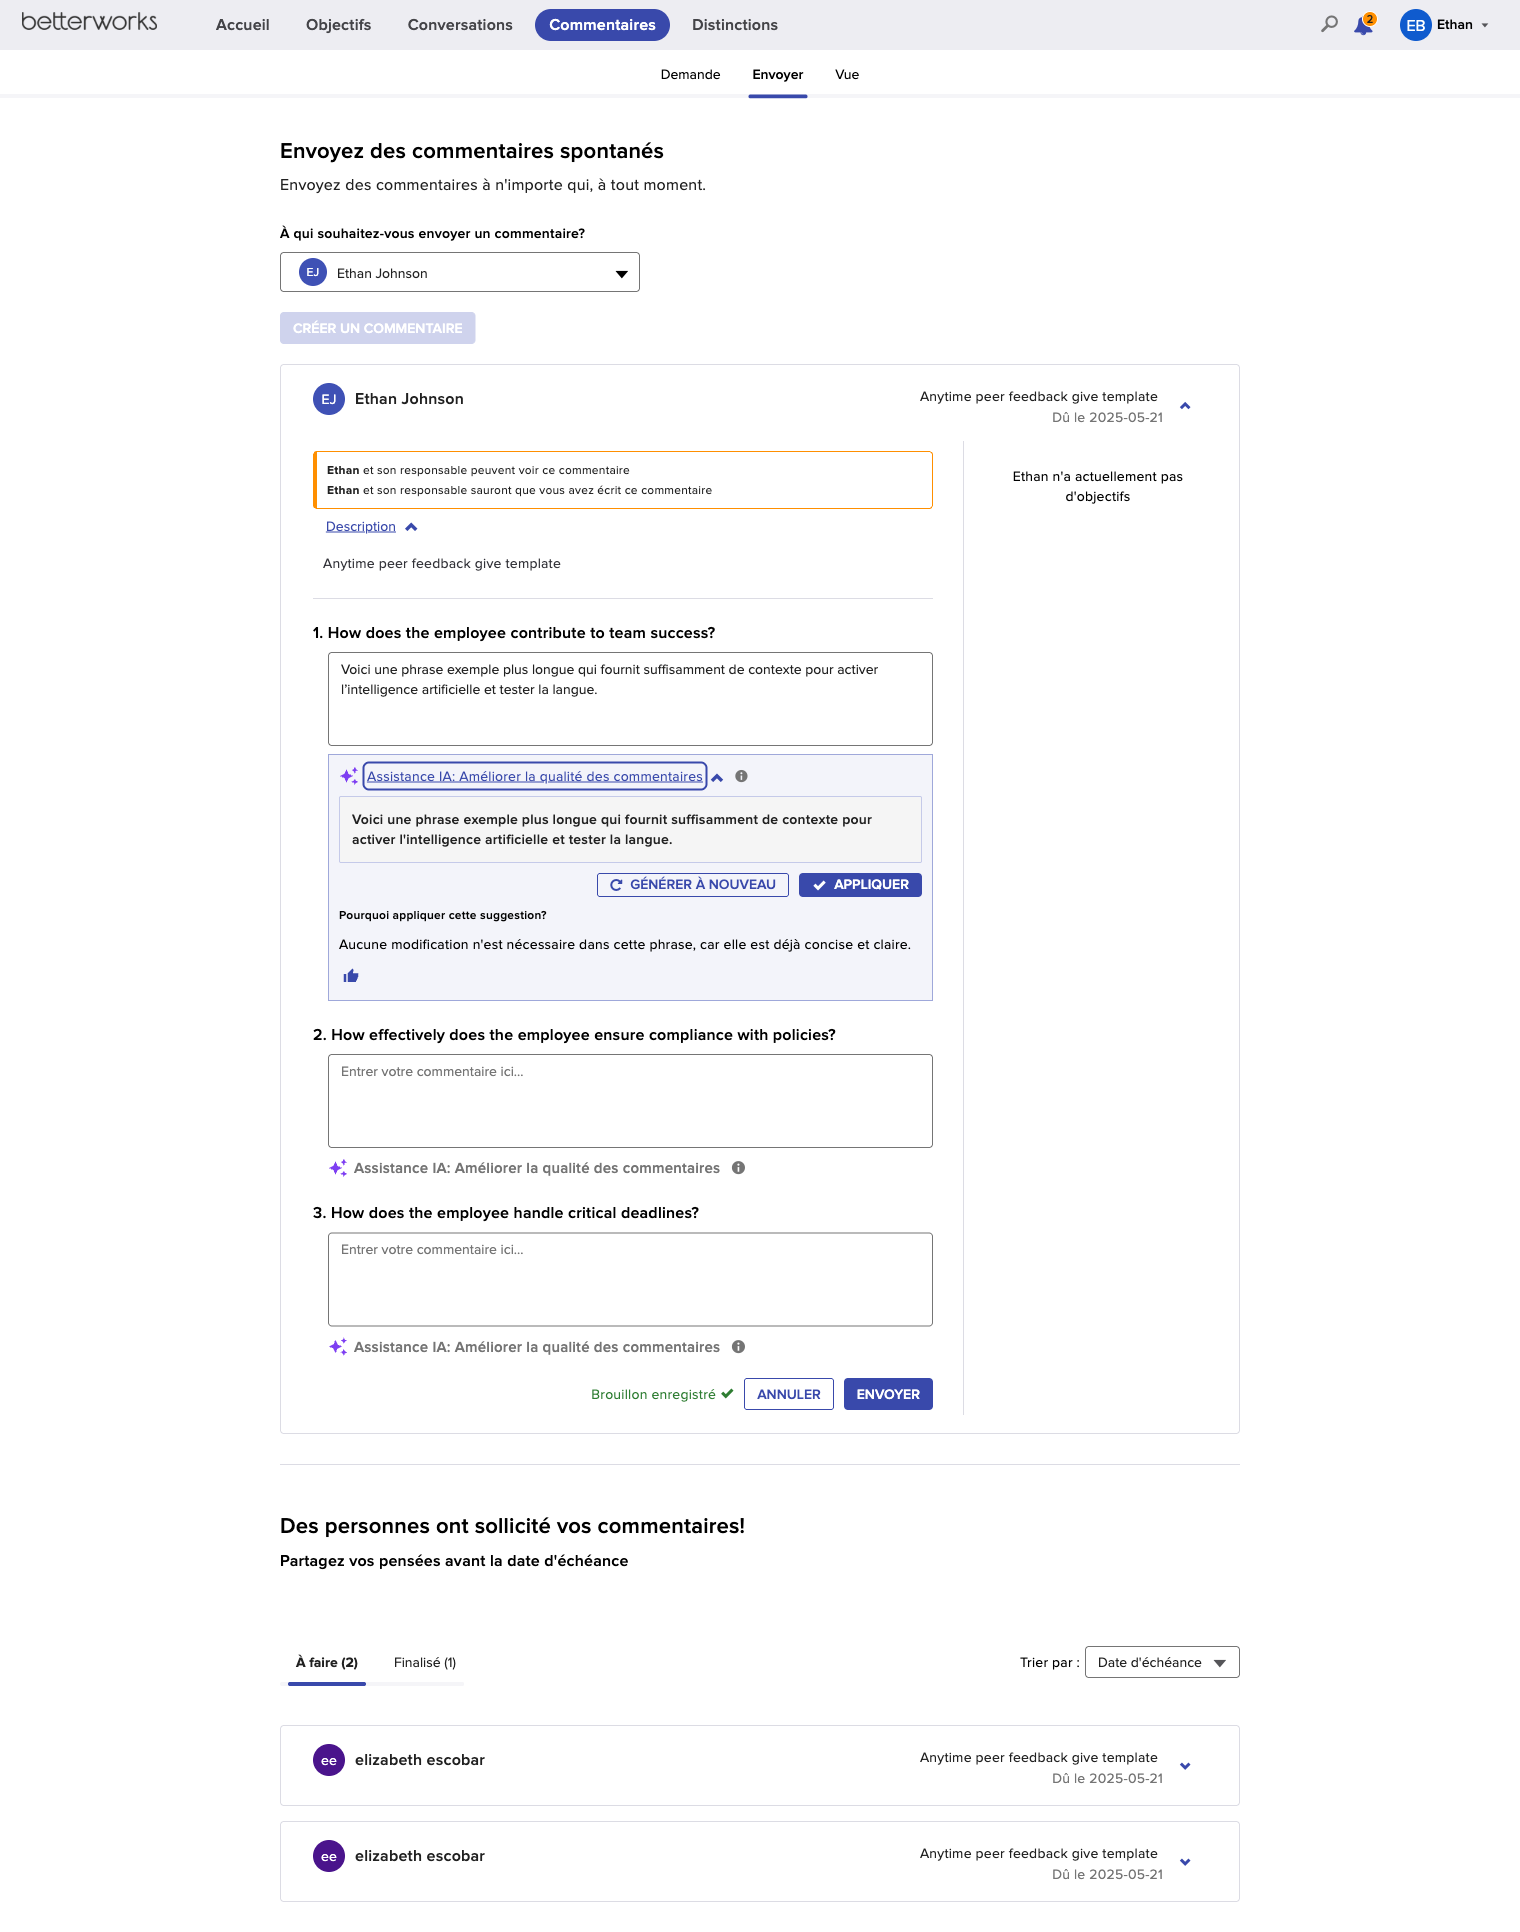 betterworks
Accueil
Objectifs
Conversations
Commentaires
Distinctions
2
EB
Ethan
Demande
Envoyer
Vue
Envoyez des commentaires spontanés
Envoyez des commentaires à n'importe qui, à tout moment.
À qui souhaitez-vous envoyer un commentaire?
EJ
Ethan Johnson
CRÉER UN COMMENTAIRE
EJ
Ethan Johnson
Anytime peer feedback give template
Dû le 2025-05-21
Ethan et son responsable peuvent voir ce commentaire
Ethan et son responsable sauront que vous avez écrit ce commentaire
Description
Anytime peer feedback give template
Ethan n'a actuellement pas
d'objectifs
1. How does the employee contribute to team success?
Voici une phrase exemple plus longue qui fournit suffisamment de contexte pour activer
l'intelligence artificielle et tester la langue.
Assistance IA: Améliorer la qualité des commentaires
Voici une phrase exemple plus longue qui fournit suffisamment de contexte pour
activer l'intelligence artificielle et tester la langue.
GÉNÉRER À NOUVEAU
APPLIQUER
Pourquoi appliquer cette suggestion?
Aucune modification n'est nécessaire dans cette phrase, car elle est déjà concise et claire.
2. How effectively does the employee ensure compliance with policies?
Entrer votre commentaire ici...
Assistance IA: Améliorer la qualité des commentaires
3. How does the employee handle critical deadlines?
Entrer votre commentaire ici...
Assistance IA: Améliorer la qualité des commentaires
Brouillon enregistré
ANNULER
ENVOYER
Des personnes ont sollicité vos commentaires!
Partagez vos pensées avant la date d'échéance
À faire (2)
Finalisé (1)
Trier par :
Date d'échéance
ee
elizabeth escobar
Anytime peer feedback give template
Dû le 2025-05-21
ee
elizabeth escobar
Anytime peer feedback give template
Dû le 2025-05-21